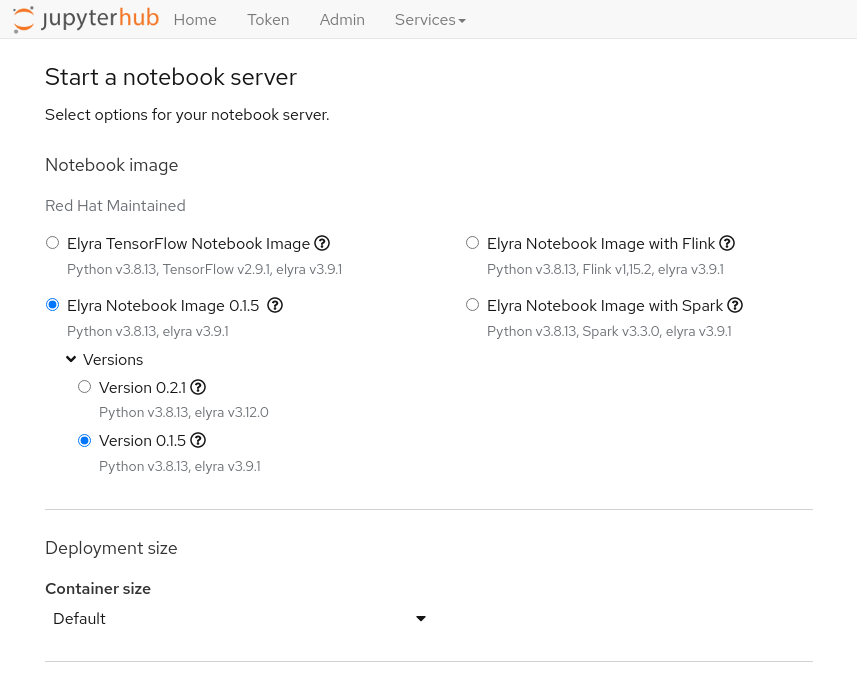 jupyterhub Home Token Admin Services
Start a notebook server
Select options for your notebook server.
Notebook image
Red Hat Maintained
Elyra TensorFlow Notebook Image
Python v3.8.13, TensorFlow v2.9.1, elyra v3.9.1
Elyra Notebook Image with Flink
Python v3.8.13, Flink v1,15.2, elyra v3.9.1
Elyra Notebook Image 0.1.5
Python v3.8.13, elyra v3.9.1
Elyra Notebook Image with Spark
Python v3.8.13, Spark v3.3.0, elyra v3.9.1
Versions
Version 0.2.1
Python v3.8.13, elyra v3.12.0
Version 0.1.5
Python v3.8.13, elyra v3.9.1
Deployment size
Container size
Default